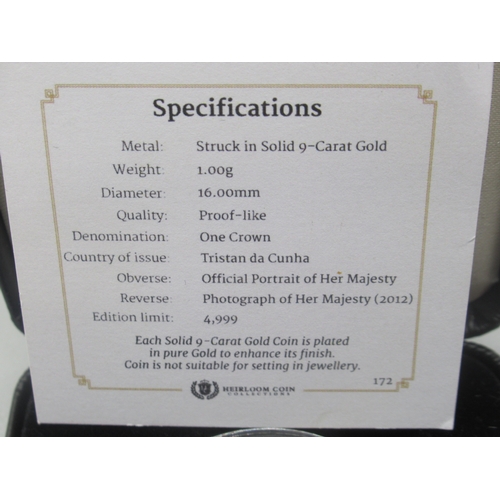 Specifications
Metal: Struck in Solid 9-Carat Gold
Weight: 1.00g
Diameter: 16.00mm
Quality: Proof-like
Denomination: One Crown
Country of issue: Tristan da Cunha
Obverse: Official Portrait of Her Majesty
Reverse: Photograph of Her Majesty (2012)
Edition limit: 4,999
Each Solid 9-Carat Gold Coin is plated
in pure Gold to enhance its finish.
Coin is not suitable for setting in jewellery.
172
HEIRLOOM COIN
COLLECTIONS